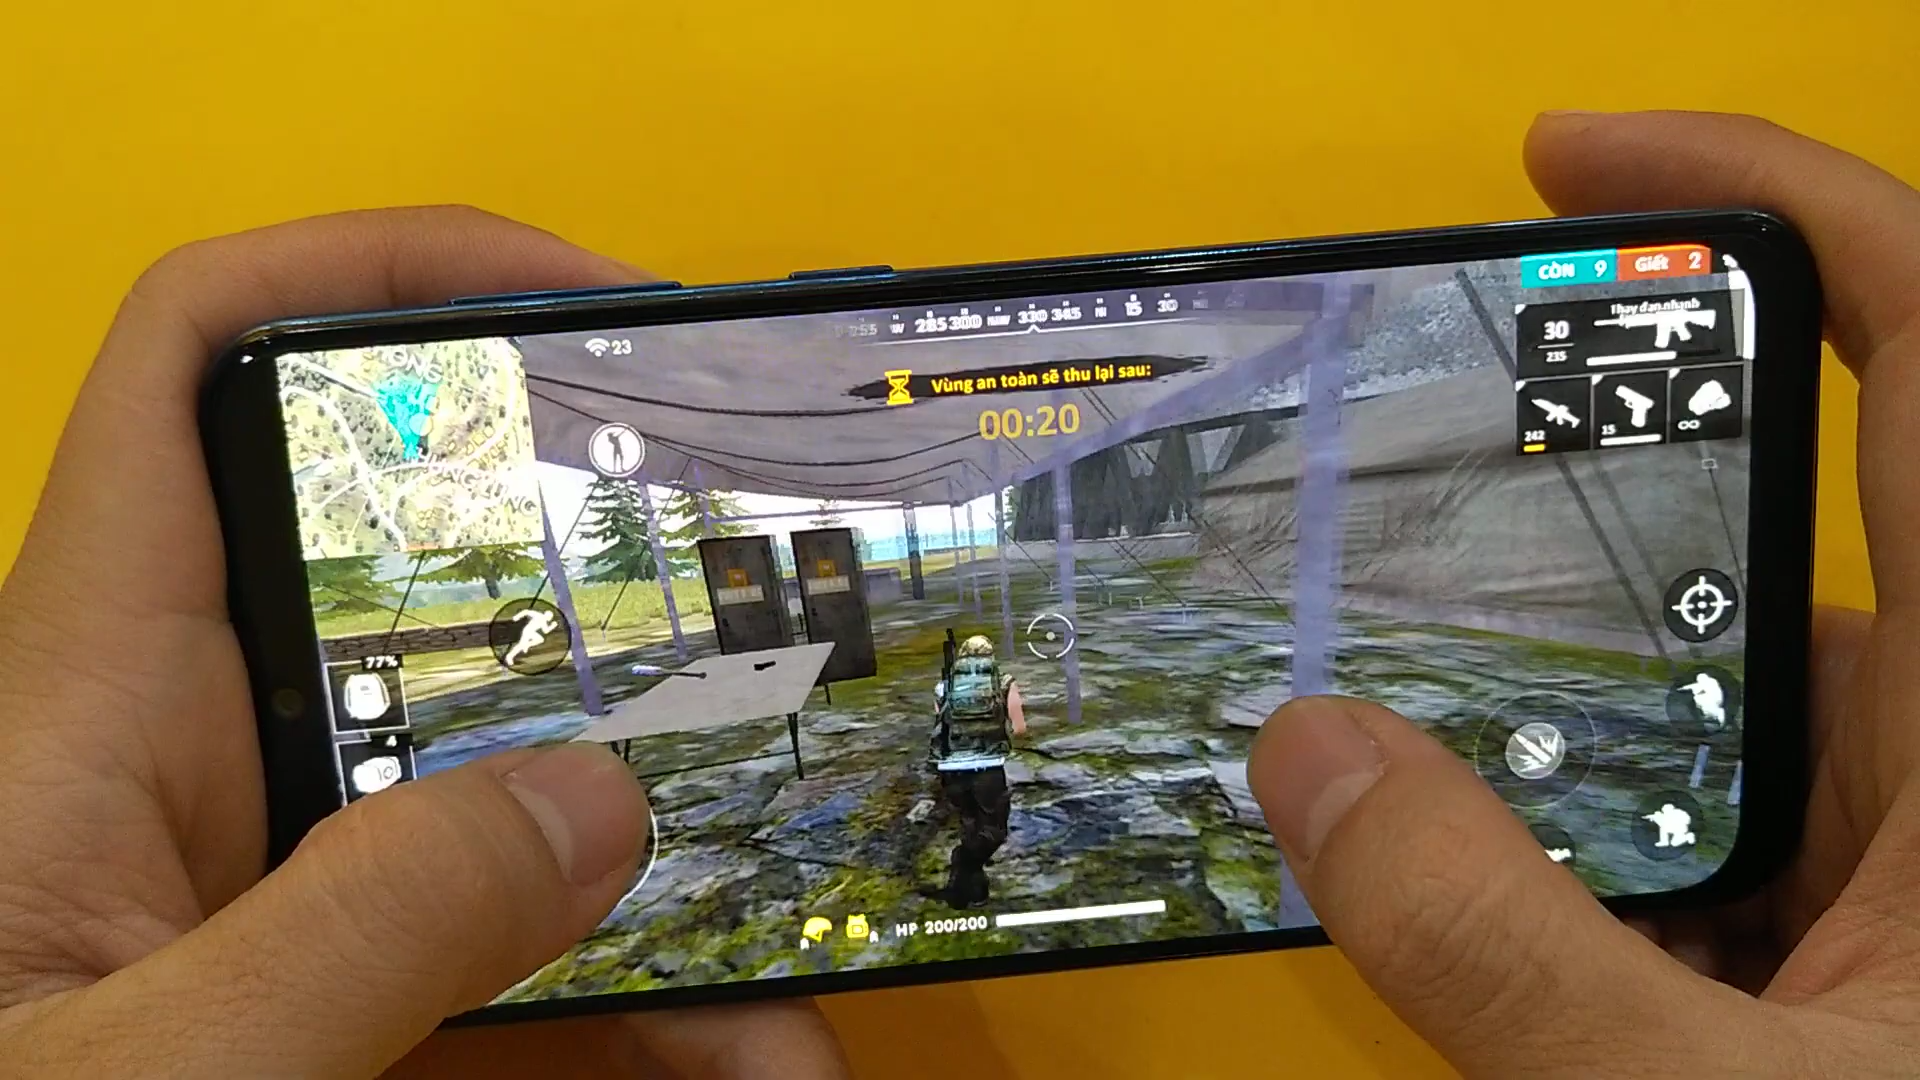 CÒN 9 Giết 2
285 300 330 345 15 30
23
Thay đạn nhanh
30
235
Vùng an toàn sẽ thu lại sau:
00:20
242
15
∞
77%
4
HP 200/200